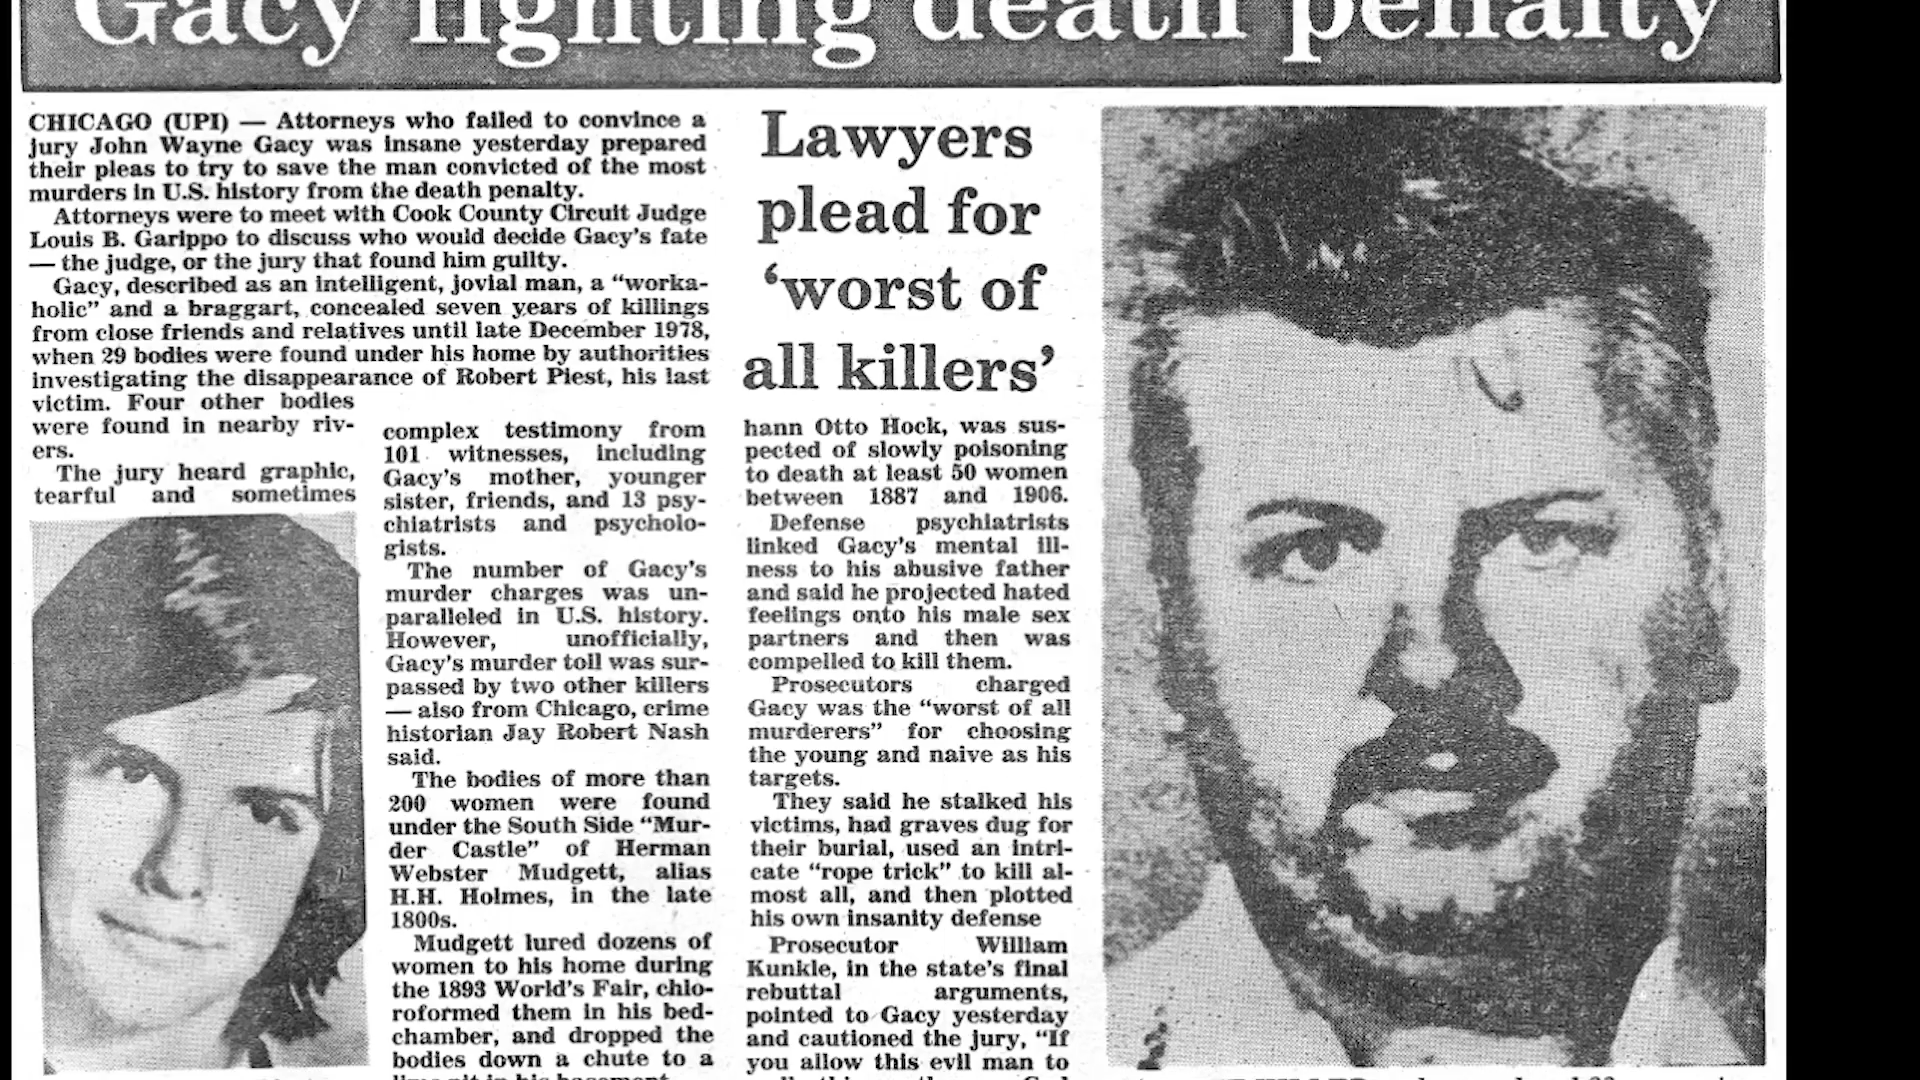 Gacy fighting death penalty
CHICAGO (UPI) — Attorneys who failed to convince a
jury John Wayne Gacy was insane yesterday prepared
their pleas to try to save the man convicted of the most
murders in U.S. history from the death penalty.
Attorneys were to meet with Cook County Circuit Judge
Louis B. Garippo to discuss who would decide Gacy's fate
— the judge, or the jury that found him guilty.
Gacy, described as an intelligent, jovial man, a "worka-
holic" and a braggart, concealed seven years of killings
from close friends and relatives until late December 1978,
when 29 bodies were found under his home by authorities
investigating the disappearance of Robert Piest, his last
victim. Four other bodies
were found in nearby riv-
ers.
The jury heard graphic,
tearful and sometimes
complex testimony from
101 witnesses, including
Gacy's mother, younger
sister, friends, and 13 psy-
chiatrists and psycholo-
gists.
The number of Gacy's
murder charges was un-
paralleled in U.S. history.
However, unofficially,
Gacy's murder toll was sur-
passed by two other killers
— also from Chicago, crime
historian Jay Robert Nash
said.
The bodies of more than
200 women were found
under the South Side "Mur-
der Castle" of Herman
Webster Mudgett, alias
H.H. Holmes, in the late
1800s.
Mudgett lured dozens of
women to his home during
the 1893 World's Fair, chlo-
roformed them in his bed-
chamber, and dropped the
bodies down a chute to a
lime pit in his basement.
Lawyers
plead for
'worst of
all killers'
hann Otto Hock, was sus-
pected of slowly poisoning
to death at least 50 women
between 1887 and 1906.
Defense psychiatrists
linked Gacy's mental ill-
ness to his abusive father
and said he projected hated
feelings onto his male sex
partners and then was
compelled to kill them.
Prosecutors charged
Gacy was the "worst of all
murderers" for choosing
the young and naive as his
targets.
They said he stalked his
victims, had graves dug for
their burial, used an intri-
cate "rope trick" to kill al-
most all, and then plotted
his own insanity defense
Prosecutor William
Kunkle, in the state's final
rebuttal arguments,
pointed to Gacy yesterday
and cautioned the jury, "If
you allow this evil man to